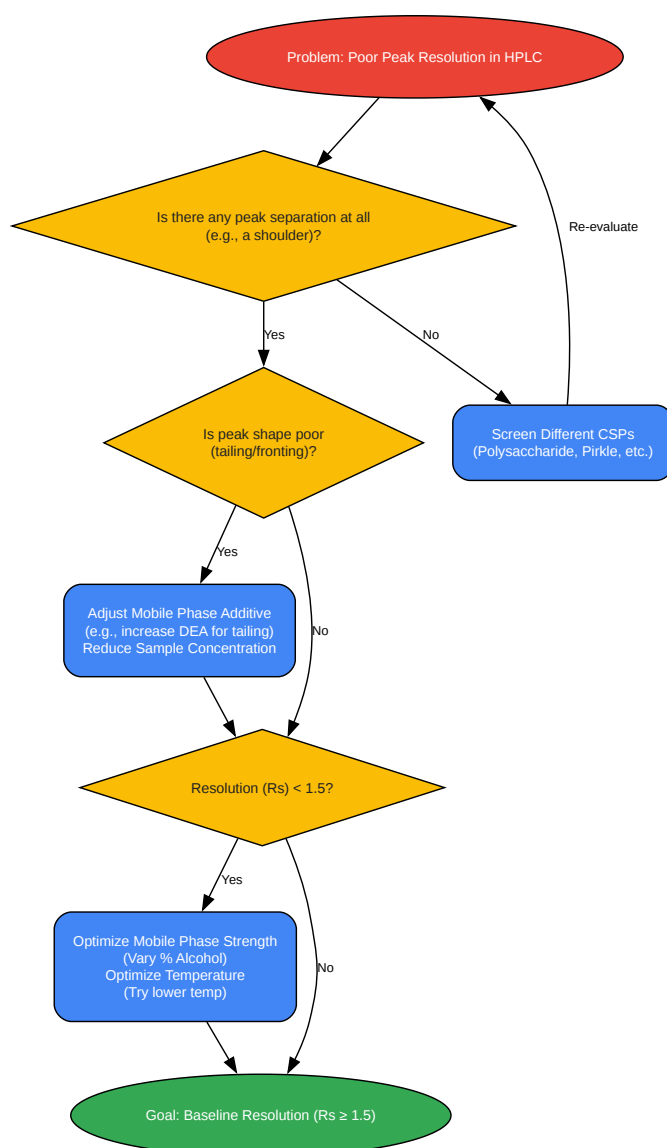 Problem: Poor Peak Resolution in HPLC
Is there any peak separation at all
(e.g., a shoulder)?
Re-evaluate
Yes
No
Is peak shape poor
(tailing/fronting)?
Screen Different CSPs
(Polysaccharide, Pirkle, etc.)
Yes
Adjust Mobile Phase Additive
(e.g., increase DEA for tailing)
Reduce Sample Concentration
No
Resolution (Rs) < 1.5?
Yes
Optimize Mobile Phase Strength
(Vary % Alcohol)
Optimize Temperature
(Try lower temp)
No
Goal: Baseline Resolution (Rs ≥ 1.5)